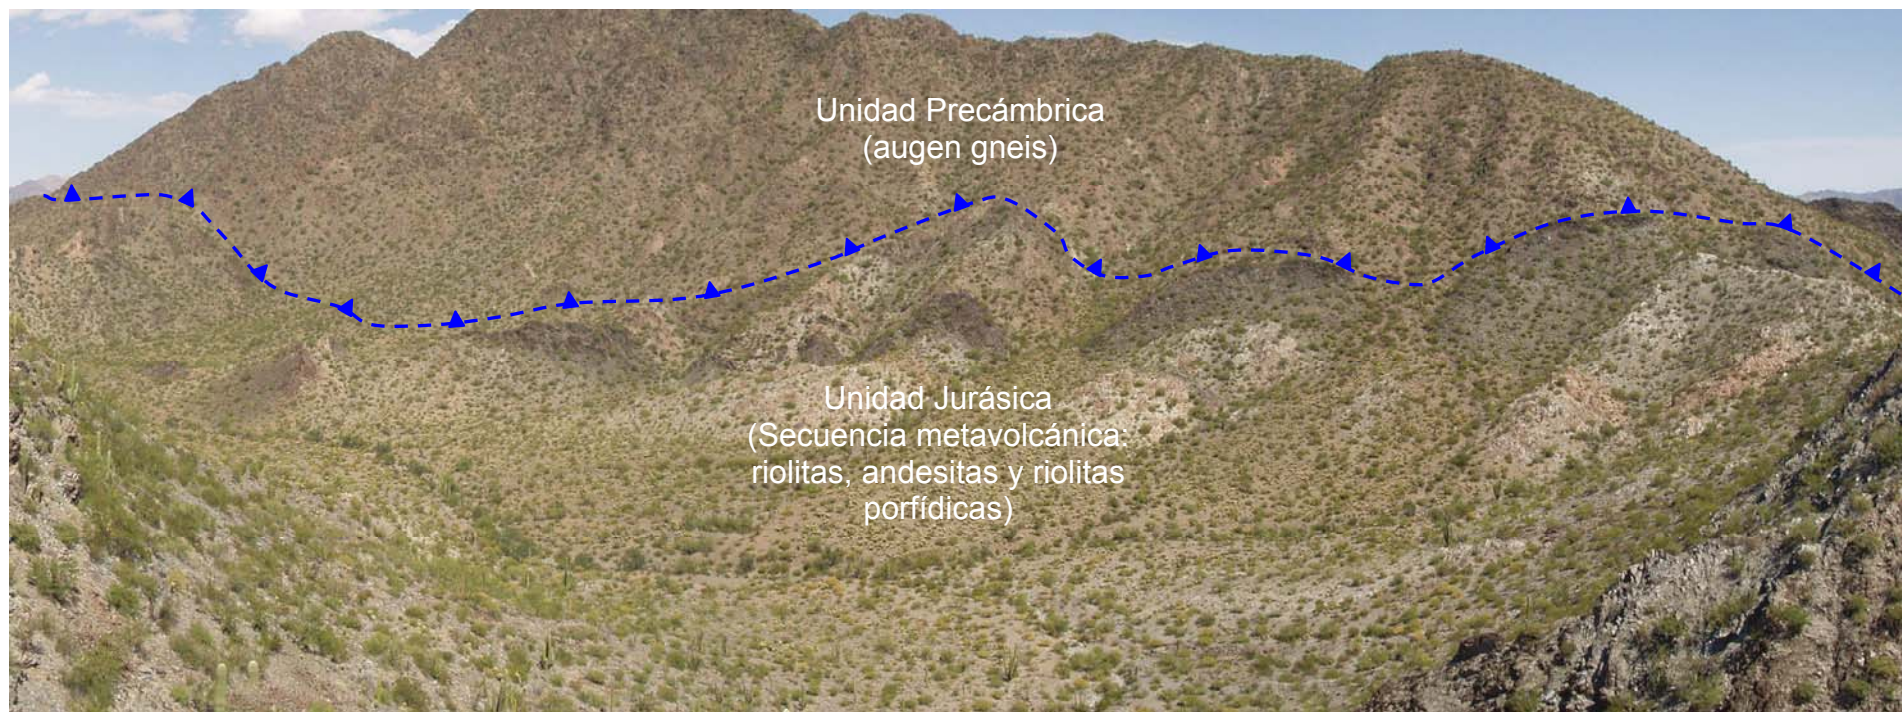 Unidad Precámbrica
(augen gneis)
Unidad Jurásica
(Secuencia metavolcánica:
riolitas, andesitas y riolitas
porfídicas)